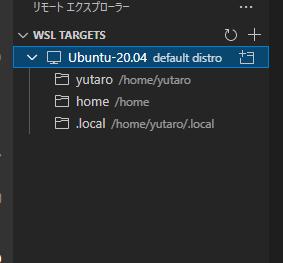 リモート エクスプローラー
WSL TARGETS
Ubuntu-20.04 default distro
yutaro /home/yutaro
home /home
.local /home/yutaro/.local